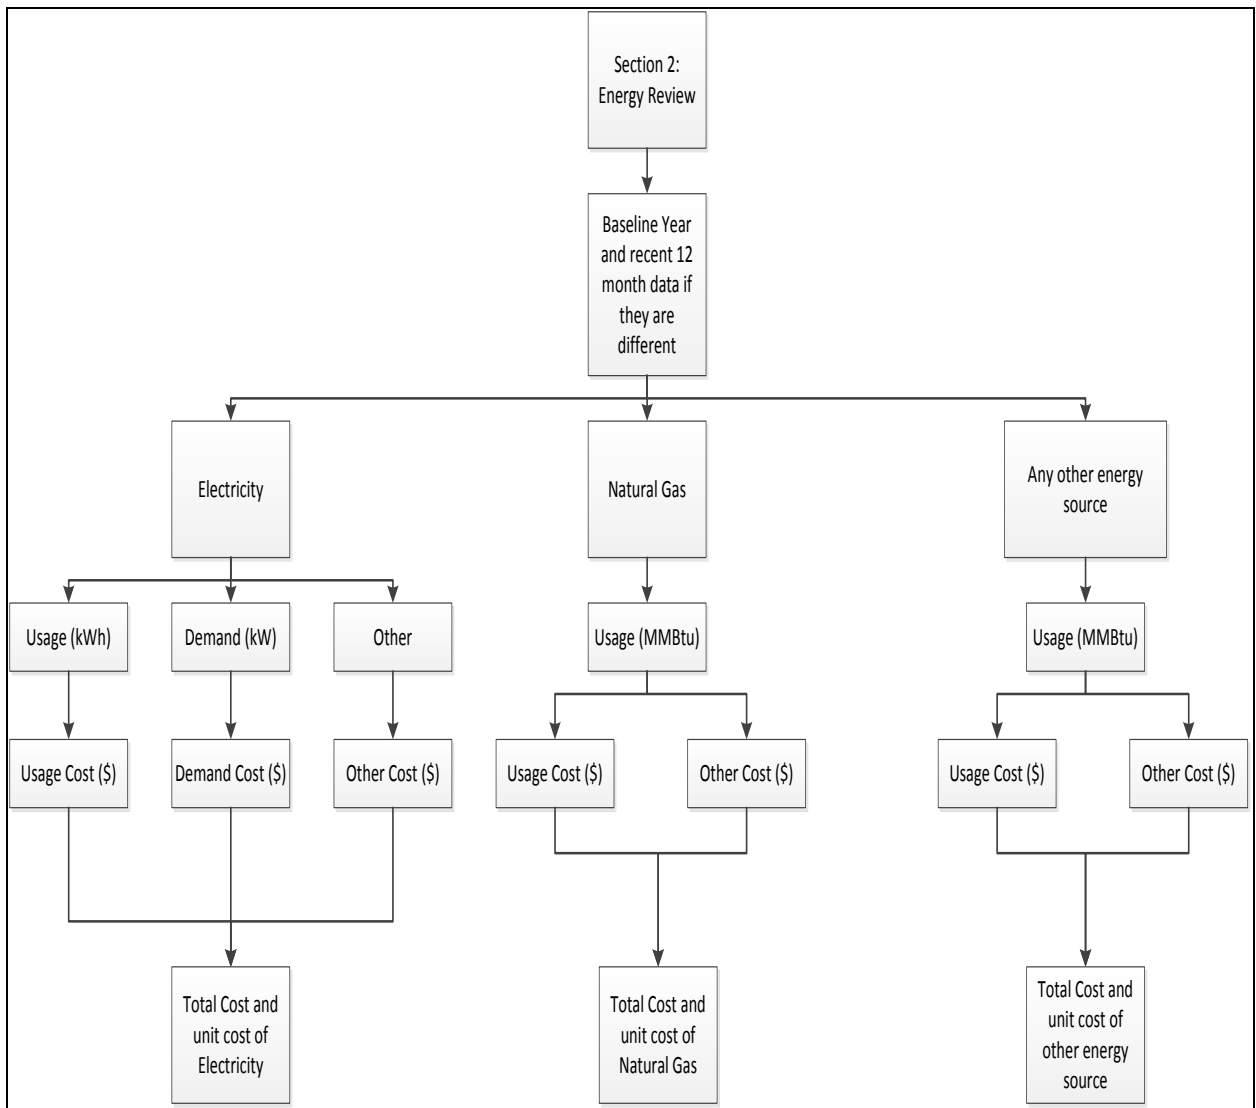 Section 2:
Energy Review
Baseline Year
and recent 12
month data if
they are
different
Electricity
Natural Gas
Any other energy
source
Usage (kWh)
Demand (kW)
Other
Usage (MMBtu)
Usage (MMBtu)
Usage Cost ($)
Demand Cost ($)
Other Cost ($)
Usage Cost ($)
Other Cost ($)
Usage Cost ($)
Other Cost ($)
Total Cost and
unit cost of
Electricity
Total Cost and
unit cost of
Natural Gas
Total Cost and
unit cost of
other energy
source